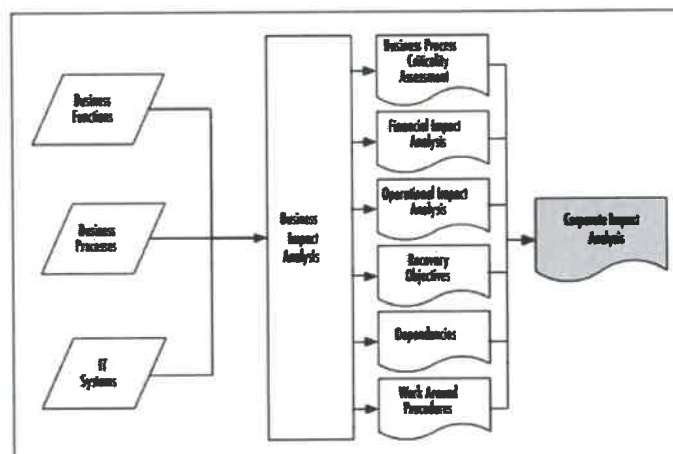 Business
Functions
Business
Processes
IT
Systems
Business
Impact
Analysis
Business Process
Criticality
Assessment
Financial Impact
Analysis
Operational Impact
Analysis
Recovery
Objectives
Dependencies
Work Around
Procedures
Corporate Impact
Analysis